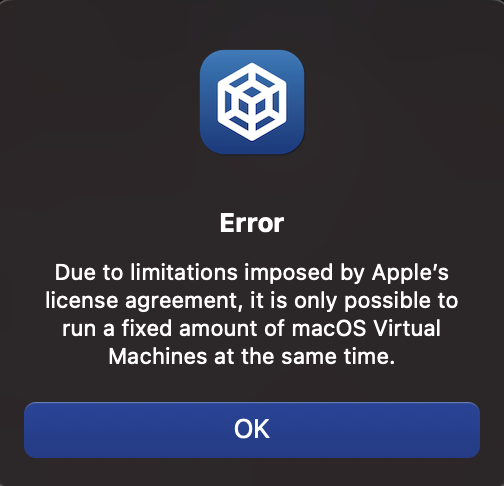 Error
Due to limitations imposed by Apple’s
license agreement, it is only possible to
run a fixed amount of macOS Virtual
Machines at the same time.
OK